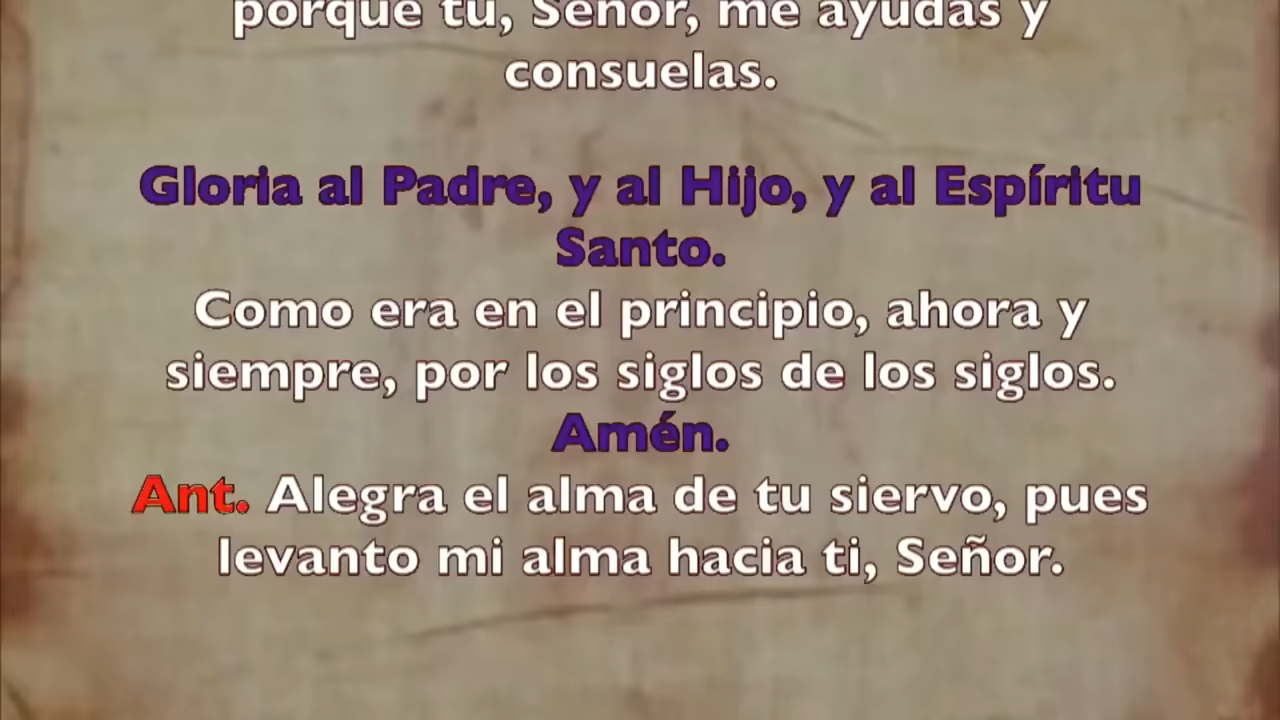 porque tú, Señor, me ayudas y
consuelas.
Gloria al Padre, y al Hijo, y al Espíritu
Santo.
Como era en el principio, ahora y
siempre, por los siglos de los siglos.
Amén.
Ant. Alegra el alma de tu siervo, pues
levanto mi alma hacia ti, Señor.